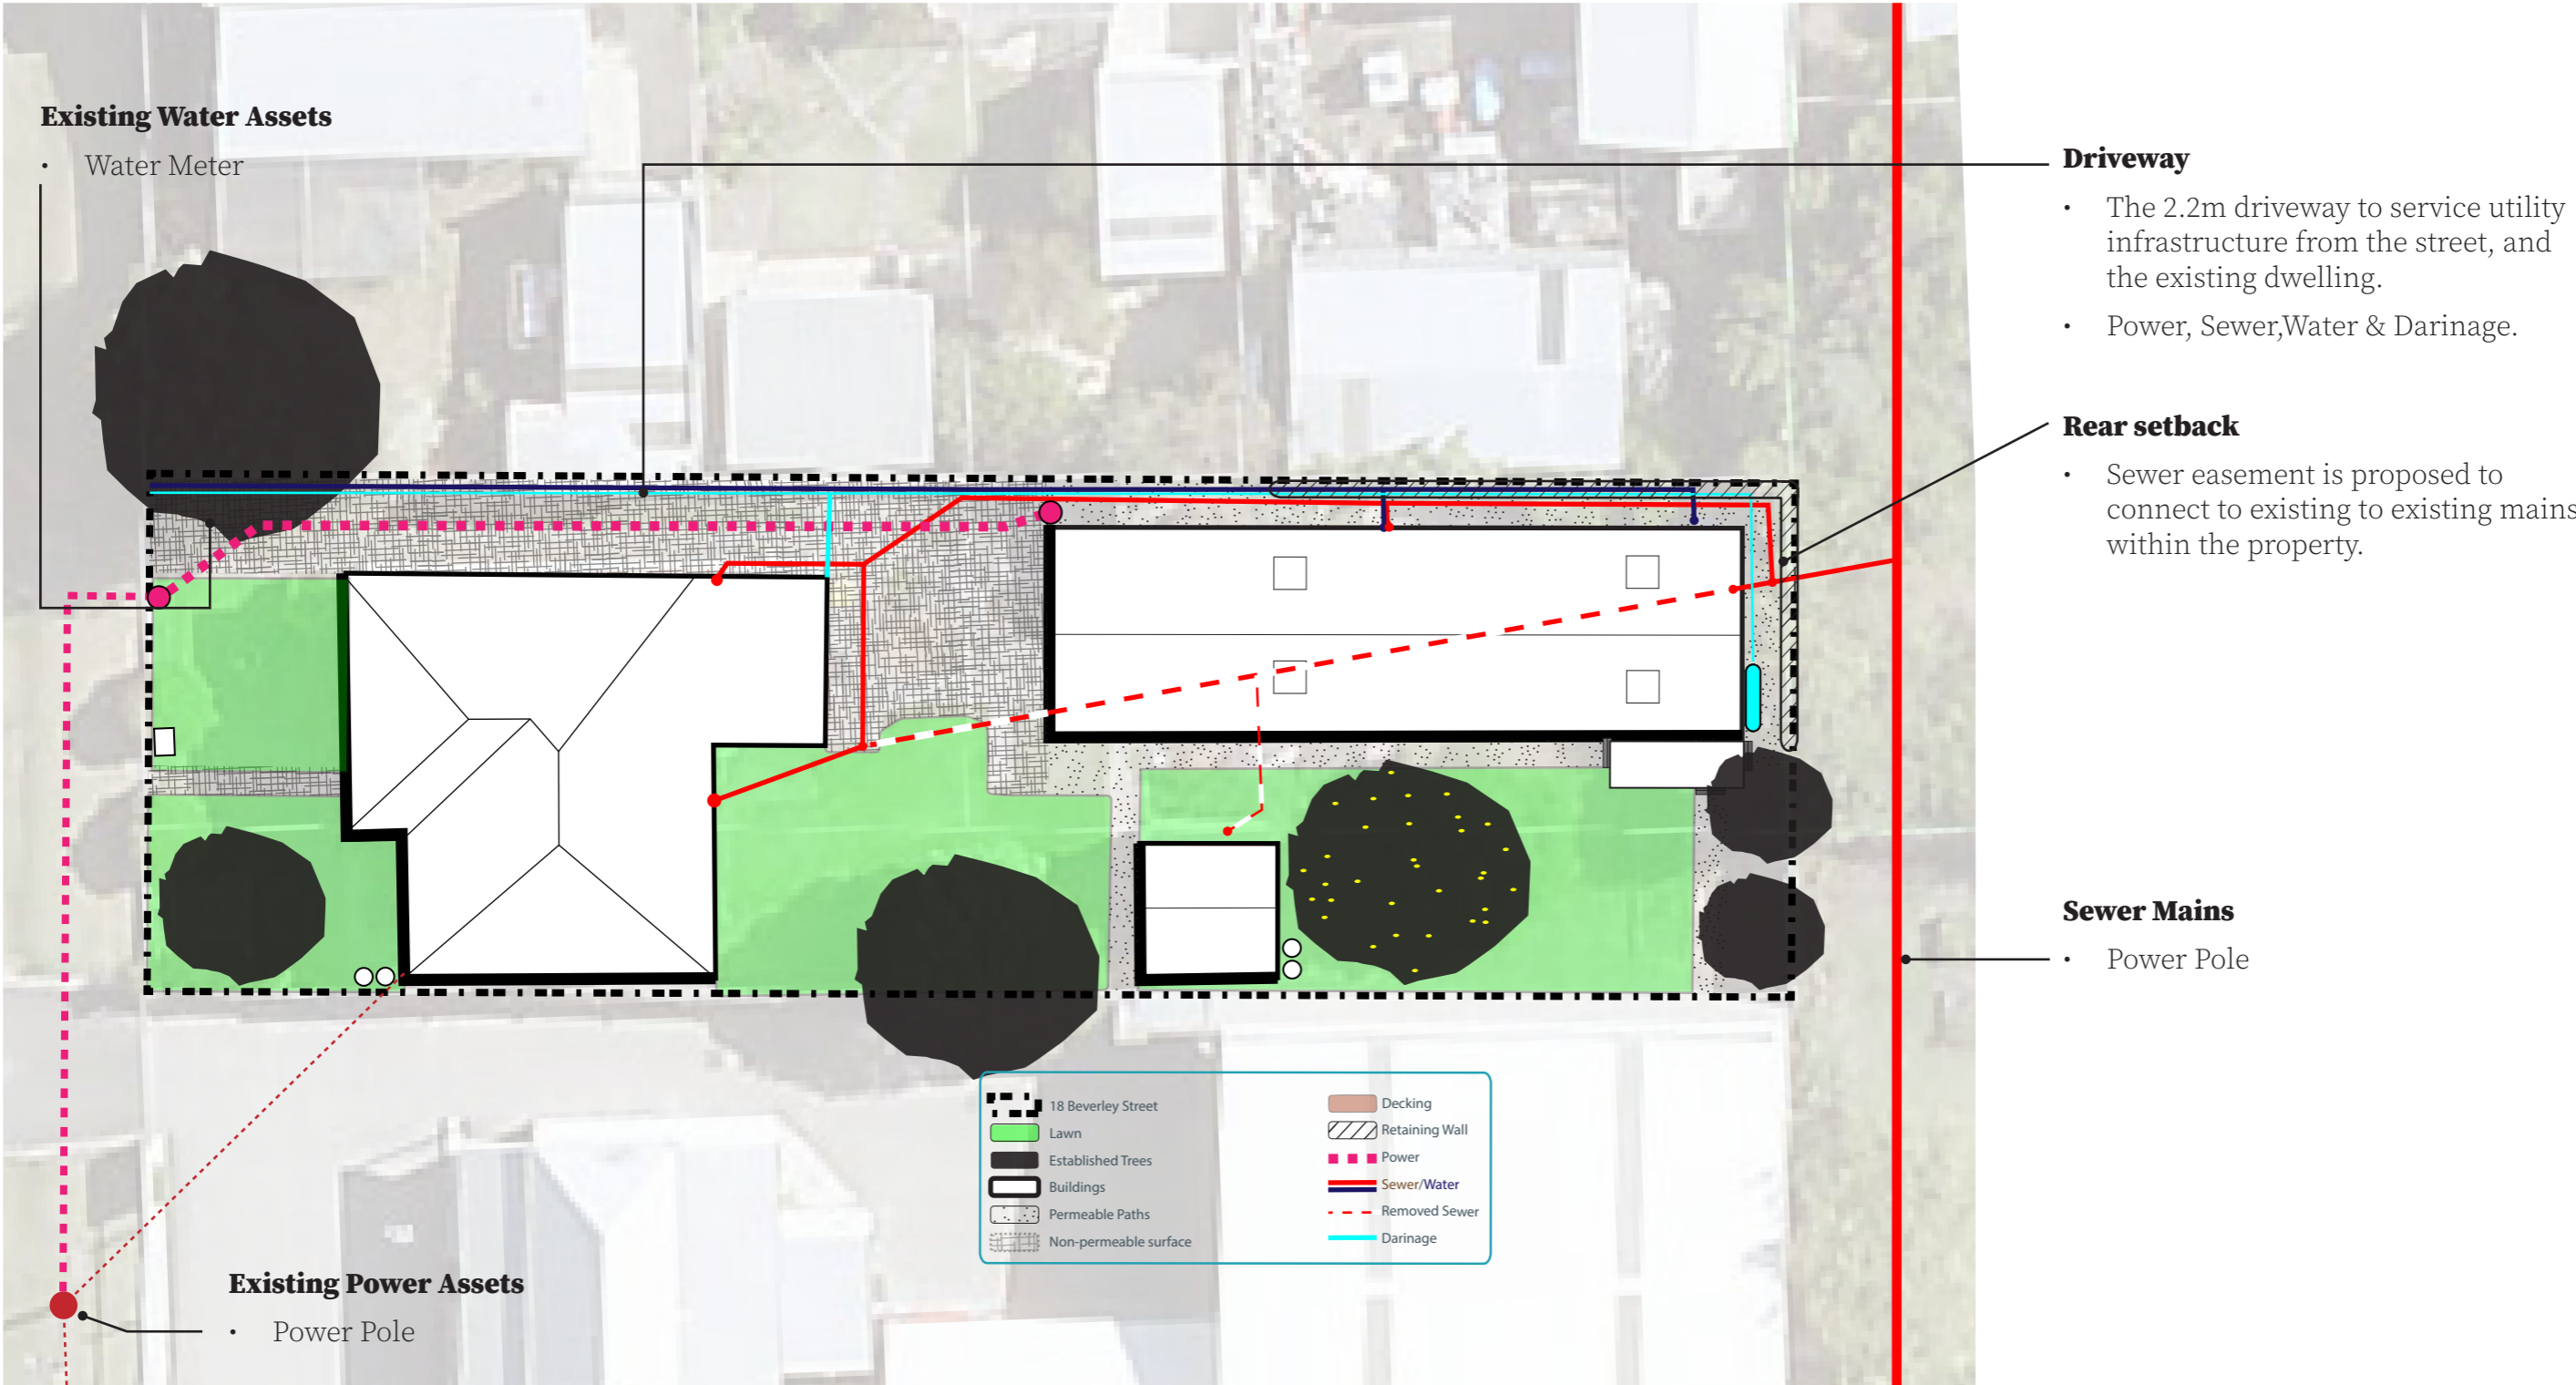 Existing Water Assets
• Water Meter
Driveway
• The 2.2m driveway to service utility
infrastructure from the street, and
the existing dwelling.
• Power, Sewer,Water & Darinage.
Rear setback
• Sewer easement is proposed to
connect to existing to existing mains
within the property.
Sewer Mains
• Power Pole
18 Beverley Street
Lawn
Established Trees
Buildings
Permeable Paths
Non-permeable surface
Decking
Retaining Wall
Power
Sewer/Water
Removed Sewer
Darinage
Existing Power Assets
• Power Pole